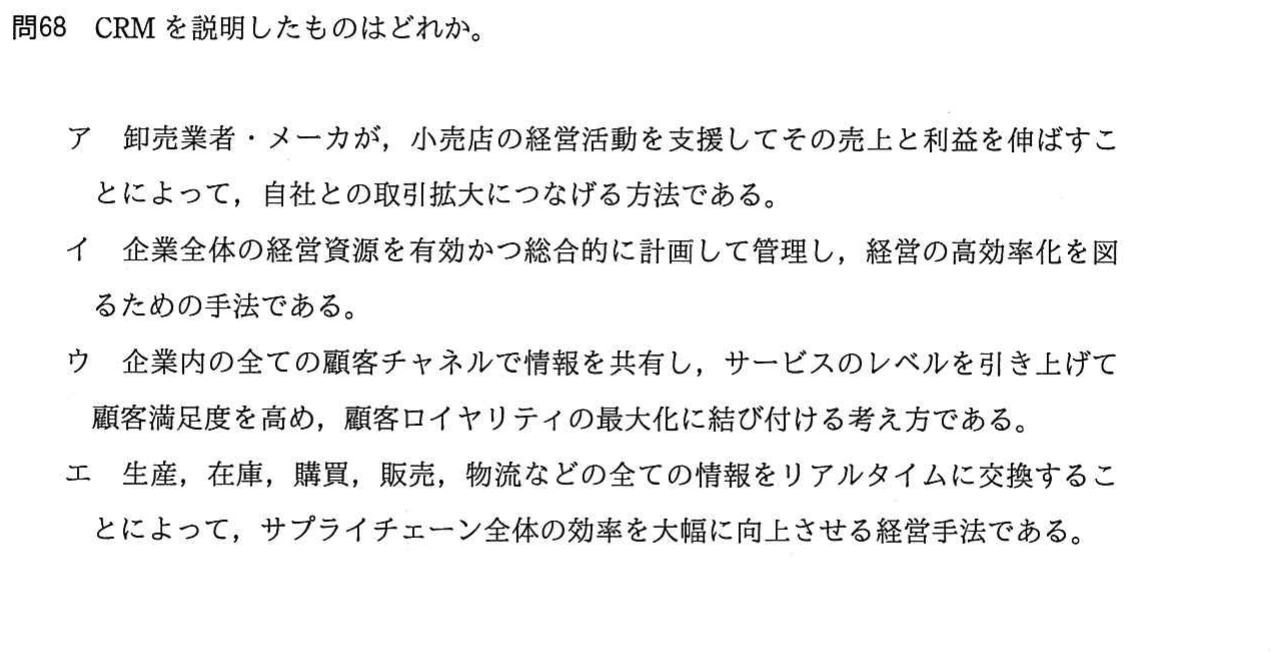 問68　CRM を説明したものはどれか。
ア　卸売業者・メーカが，小売店の経営活動を支援してその売上と利益を伸ばすこ
とによって，自社との取引拡大につなげる方法である。
イ　企業全体の経営資源を有効かつ総合的に計画して管理し，経営の高効率化を図
るための手法である。
ウ　企業内の全ての顧客チャネルで情報を共有し，サービスのレベルを引き上げて
顧客満足度を高め，顧客ロイヤリティの最大化に結び付ける考え方である。
エ　生産，在庫，購買，販売，物流などの全ての情報をリアルタイムに交換するこ
とによって，サプライチェーン全体の効率を大幅に向上させる経営手法である。